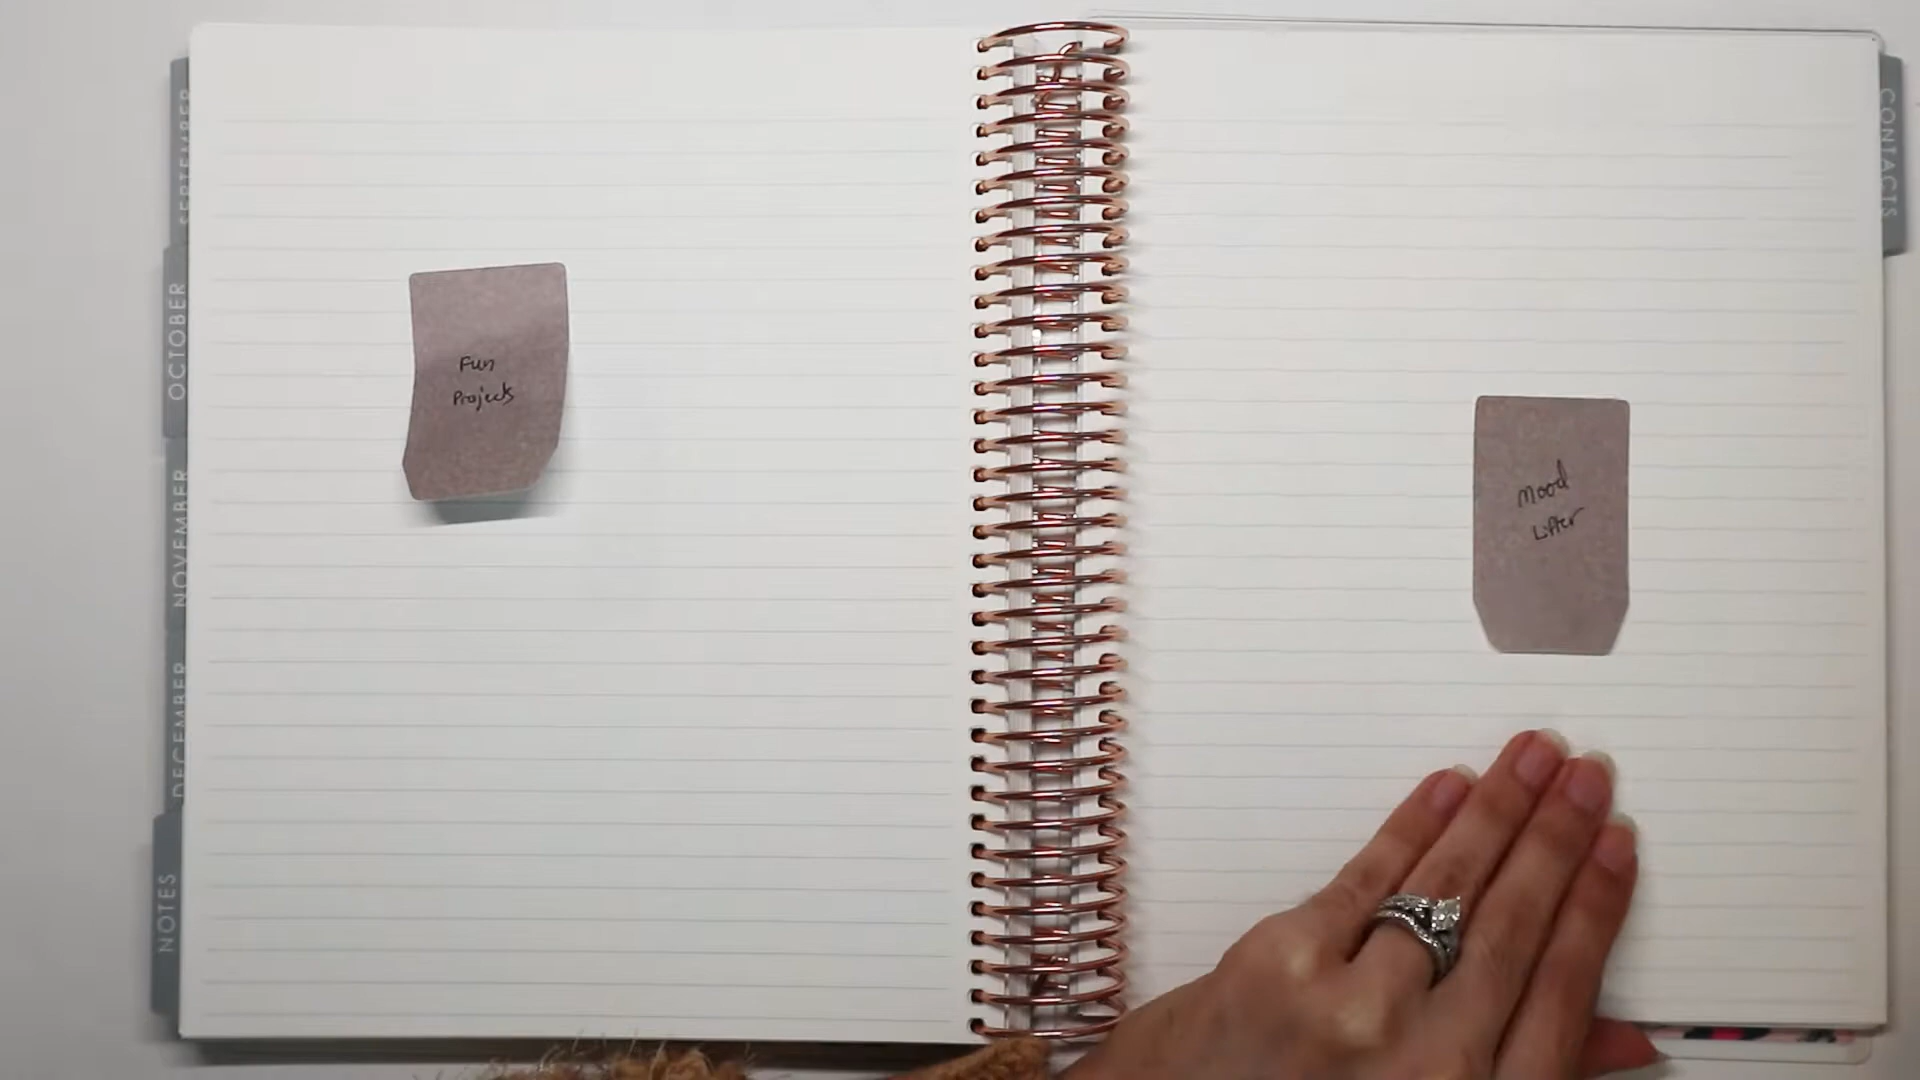 SEPTEMBER
OCTOBER
NOVEMBER
DECEMBER
NOTES
Fun
Projects
Mood
Lifter
CONTACTS